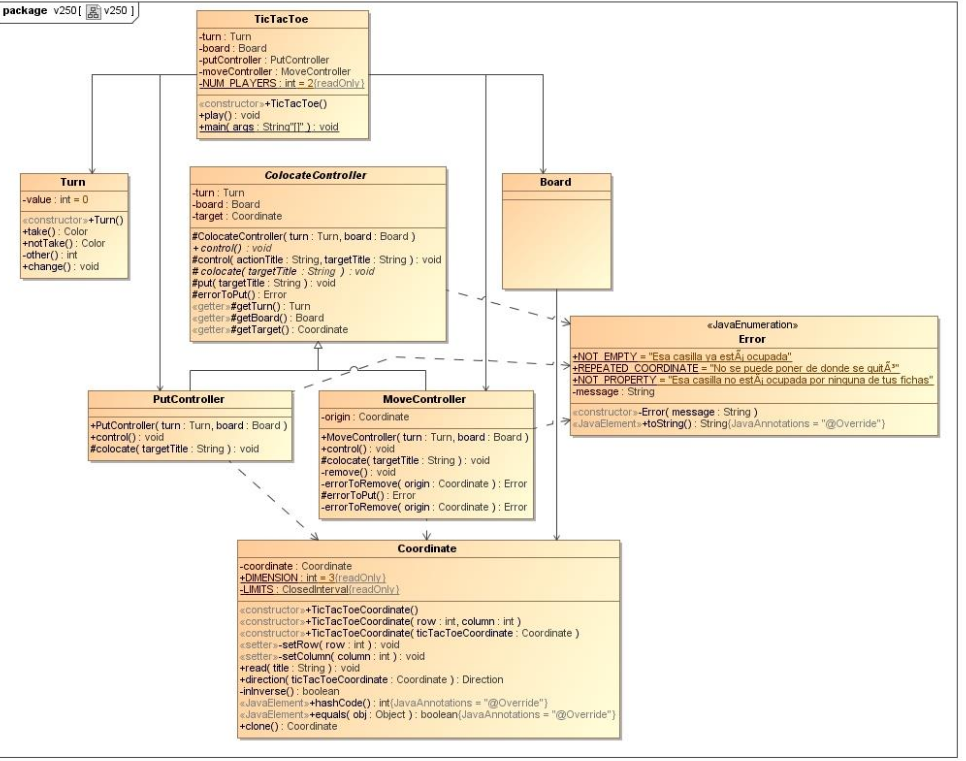 package v250 [ v250 ]
TicTacToe
-turn : Turn
-board : Board
-putController : PutController
-moveController : MoveController
-NUM_PLAYERS : int = 2{readOnly}
«constructor»+TicTacToe()
+play() : void
+main( args : String"[]" ) : void
Turn
-value : int = 0
«constructor»+Turn()
+take() : Color
+notTake() : Color
-other() : int
+change() : void
ColocateController
-turn : Turn
-board : Board
-target : Coordinate
#ColocateController( turn : Turn, board : Board )
+ control() : void
#control( actionTitle : String, targetTitle : String ) : void
# colocate( targetTitle : String ) : void
#put( targetTitle : String ) : void
#errorToPut() : Error
«getter»#getTurn() : Turn
«getter»#getBoard() : Board
«getter»#getTarget() : Coordinate
Board
«JavaEnumeration»
Error
+NOT_EMPTY = "Esa casilla ya estÃ¡ ocupada"
+REPEATED_COORDINATE = "No se puede poner de donde se quitÃ³"
+NOT_PROPERTY = "Esa casilla no estÃ¡ ocupada por ninguna de tus fichas"
-message : String
«constructor»-Error( message : String )
«JavaElement»+toString() : String{JavaAnnotations = "@Override"}
PutController
+PutController( turn : Turn, board : Board )
+control() : void
#colocate( targetTitle : String ) : void
MoveController
-origin : Coordinate
+MoveController( turn : Turn, board : Board )
+control() : void
#colocate( targetTitle : String ) : void
-remove() : void
-errorToRemove( origin : Coordinate ) : Error
#errorToPut() : Error
-errorToRemove( origin : Coordinate ) : Error
Coordinate
-coordinate : Coordinate
+DIMENSION : int = 3{readOnly}
-LIMITS : ClosedInterval{readOnly}
«constructor»+TicTacToeCoordinate()
«constructor»+TicTacToeCoordinate( row : int, column : int )
«constructor»+TicTacToeCoordinate( ticTacToeCoordinate : Coordinate )
«setter»-setRow( row : int ) : void
«setter»-setColumn( column : int ) : void
+read( title : String ) : void
+direction( ticTacToeCoordinate : Coordinate ) : Direction
-inInverse() : boolean
«JavaElement»+hashCode() : int{JavaAnnotations = "@Override"}
«JavaElement»+equals( obj : Object ) : boolean{JavaAnnotations = "@Override"}
+clone() : Coordinate